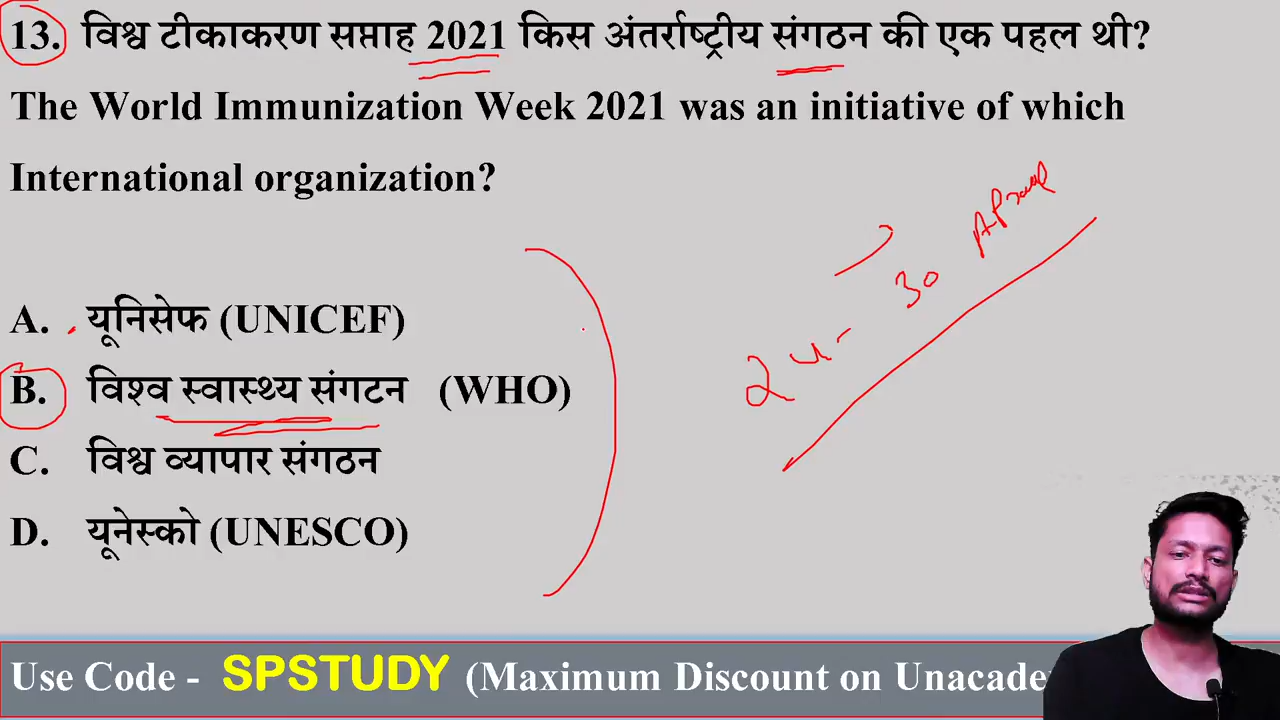 13. विश्व टीकाकरण सप्ताह 2021 किस अंतर्राष्ट्रीय संगठन की एक पहल थी?
The World Immunization Week 2021 was an initiative of which
International organization?
24-30 April
A. यूनिसेफ (UNICEF)
B. विश्व स्वास्थ्य संगटन (WHO)
C. विश्व व्यापार संगठन
D. यूनेस्को (UNESCO)
Use Code - SPSTUDY (Maximum Discount on Unacade